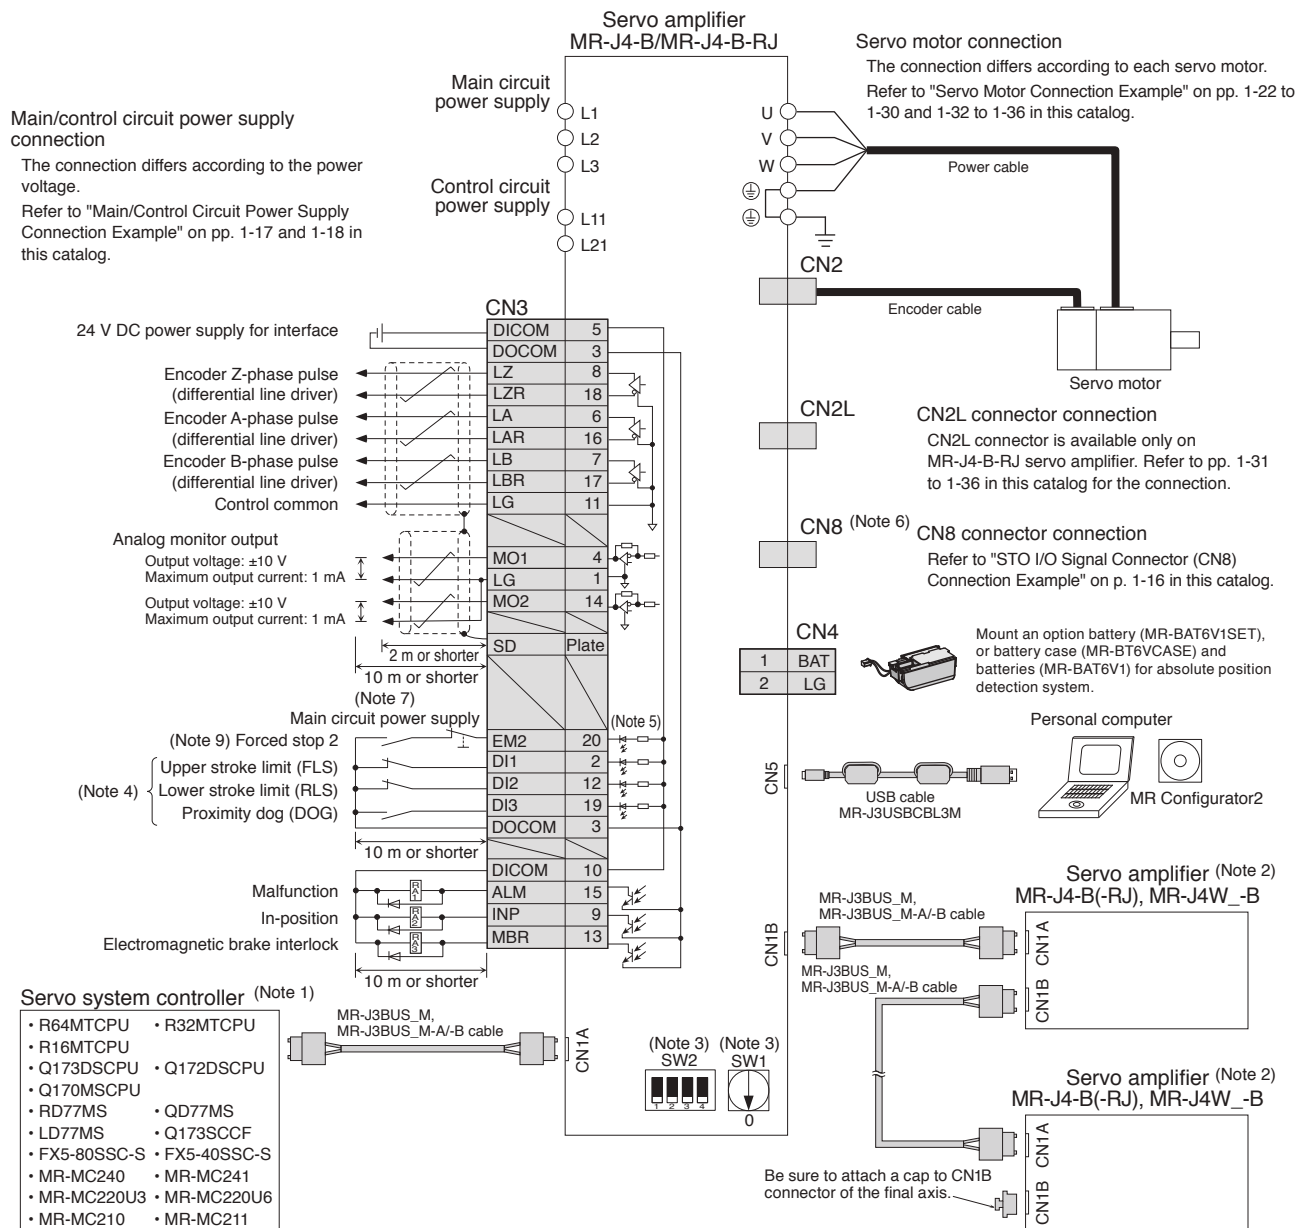 Servo amplifier
MR-J4-B/MR-J4-B-RJ
Servo motor connection
The connection differs according to each servo motor.
Refer to "Servo Motor Connection Example" on pp. 1-22 to
1-30 and 1-32 to 1-36 in this catalog.
Main/control circuit power supply
connection
The connection differs according to the power
voltage.
Refer to "Main/Control Circuit Power Supply
Connection Example" on pp. 1-17 and 1-18 in
this catalog.
Main circuit
power supply
L1
L2
L3
Control circuit
power supply
L11
L21
U
V
W
Power cable
CN2
Encoder cable
Servo motor
CN3
24 V DC power supply for interface
DICOM 5
DOCOM 3
Encoder Z-phase pulse
(differential line driver)
LZ 8
LZR 18
Encoder A-phase pulse
(differential line driver)
LA 6
LAR 16
Encoder B-phase pulse
(differential line driver)
LB 7
LBR 17
Control common
LG 11
Analog monitor output
Output voltage: ±10 V
Maximum output current: 1 mA
Output voltage: ±10 V
Maximum output current: 1 mA
MO1 4
LG 1
MO2 14
SD Plate
2 m or shorter
10 m or shorter
(Note 7)
Main circuit power supply
(Note 5)
(Note 9) Forced stop 2
EM2 20
(Note 4)
Upper stroke limit (FLS)
DI1 2
Lower stroke limit (RLS)
DI2 12
Proximity dog (DOG)
DI3 19
DOCOM 3
10 m or shorter
DICOM 10
Malfunction
RA1
ALM 15
In-position
RA2
INP 9
Electromagnetic brake interlock
RA3
MBR 13
10 m or shorter
CN2L
CN2L connector connection
CN2L connector is available only on
MR-J4-B-RJ servo amplifier. Refer to pp. 1-31
to 1-36 in this catalog for the connection.
CN8 (Note 6)
CN8 connector connection
Refer to "STO I/O Signal Connector (CN8)
Connection Example" on p. 1-16 in this catalog.
CN4
1 BAT
2 LG
Mount an option battery (MR-BAT6V1SET),
or battery case (MR-BT6VCASE) and
batteries (MR-BAT6V1) for absolute position
detection system.
Personal computer
CN5
USB cable
MR-J3USBCBL3M
MR Configurator2
Servo amplifier (Note 2)
MR-J4-B(-RJ), MR-J4W_-B
MR-J3BUS_M,
MR-J3BUS_M-A/-B cable
CN1B
CN1A
MR-J3BUS_M,
MR-J3BUS_M-A/-B cable
CN1B
Servo amplifier (Note 2)
MR-J4-B(-RJ), MR-J4W_-B
CN1A
Be sure to attach a cap to CN1B
connector of the final axis.
CN1B
Servo system controller (Note 1)
• R64MTCPU • R32MTCPU
• R16MTCPU
• Q173DSCPU • Q172DSCPU
• Q170MSCPU
• RD77MS • QD77MS
• LD77MS • Q173SCCF
• FX5-80SSC-S • FX5-40SSC-S
• MR-MC240 • MR-MC241
• MR-MC220U3 • MR-MC220U6
• MR-MC210 • MR-MC211
MR-J3BUS_M,
MR-J3BUS_M-A/-B cable
CN1A
(Note 3)
SW2
1 2 3 4
(Note 3)
SW1
0